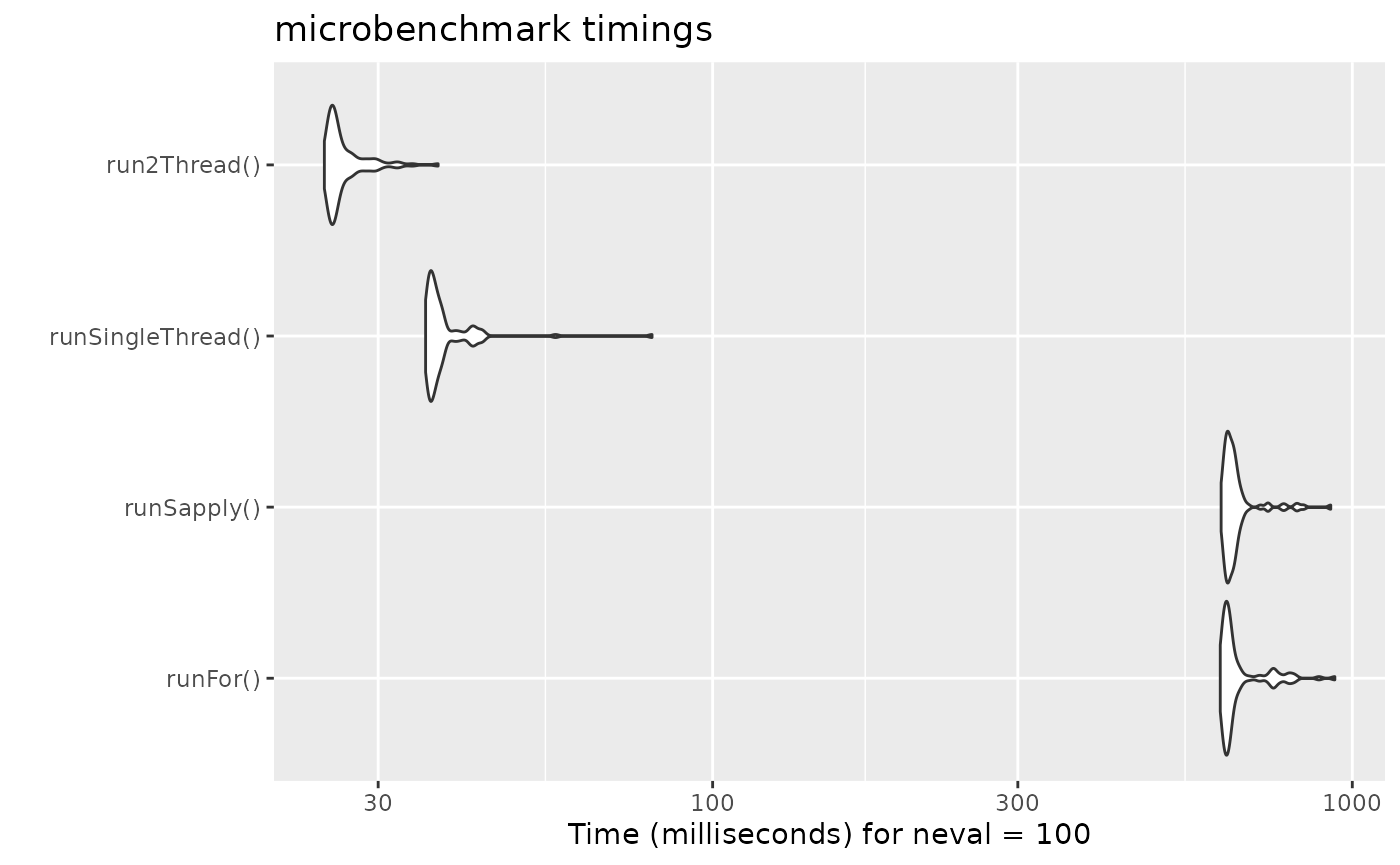 microbenchmark timings
run2Thread()
runSingleThread()
runSapply()
runFor()
30 100 300 1000
Time (milliseconds) for neval = 100